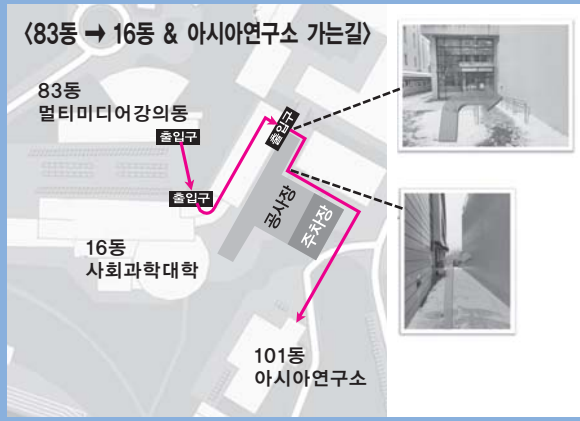 〈83동 ➞ 16동 & 아시아연구소 가는길〉
83동
멀티미디어강의동
출입구
출입구
출입구
공사장
주차장
16동
사회과학대학
101동
아시아연구소